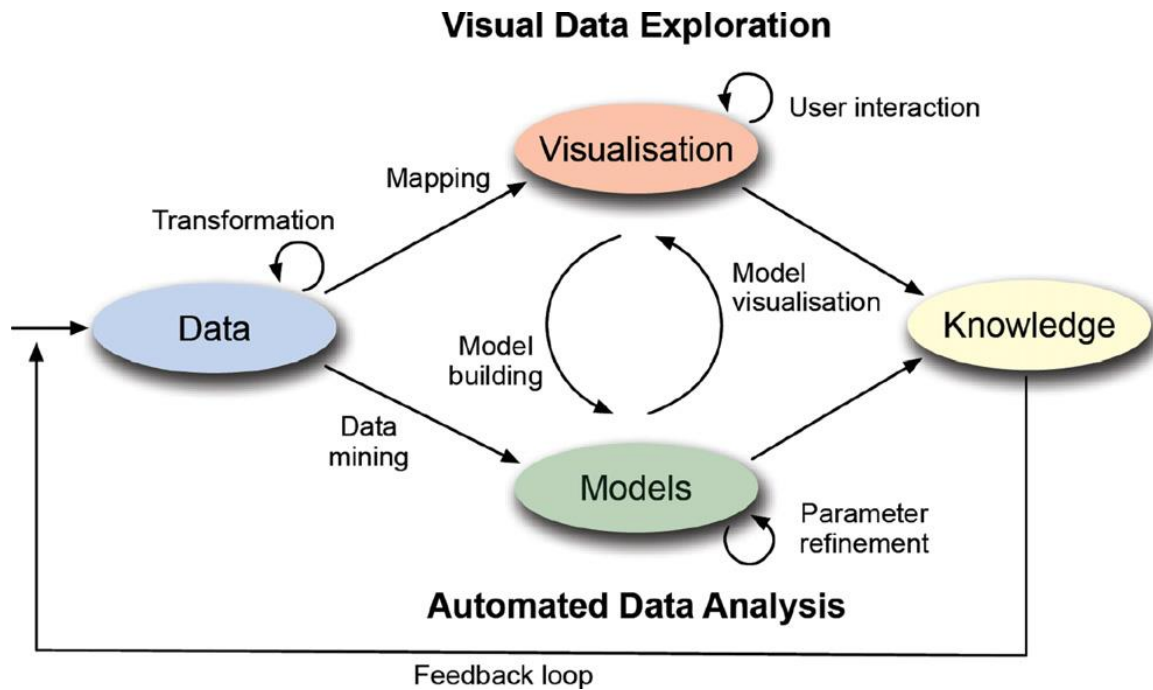 Visual Data Exploration
User interaction
Visualisation
Mapping
Transformation
Model
visualisation
Data
Knowledge
Model
building
Data
mining
Models
Parameter
refinement
Automated Data Analysis
Feedback loop